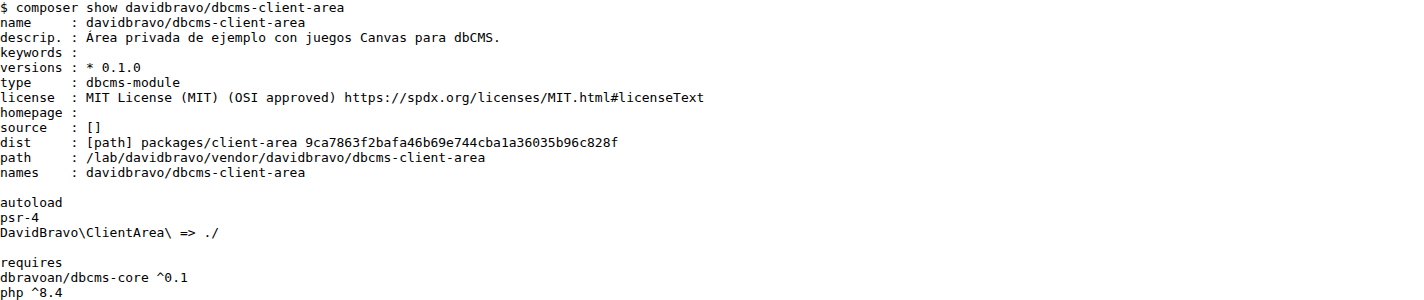 $ composer show davidbravo/dbcms-client-area
name     : davidbravo/dbcms-client-area
descrip. : Área privada de ejemplo con juegos Canvas para dbCMS.
keywords :
versions : * 0.1.0
type     : dbcms-module
license  : MIT License (MIT) (OSI approved) https://spdx.org/licenses/MIT.html#licenseText
homepage :
source   : []
dist     : [path] packages/client-area 9ca7863f2bafa46b69e744cba1a36035b96c828f
path     : /lab/davidbravo/vendor/davidbravo/dbcms-client-area
names    : davidbravo/dbcms-client-area

autoload
psr-4
DavidBravo\ClientArea\ => ./

requires
dbravoan/dbcms-core ^0.1
php ^8.4